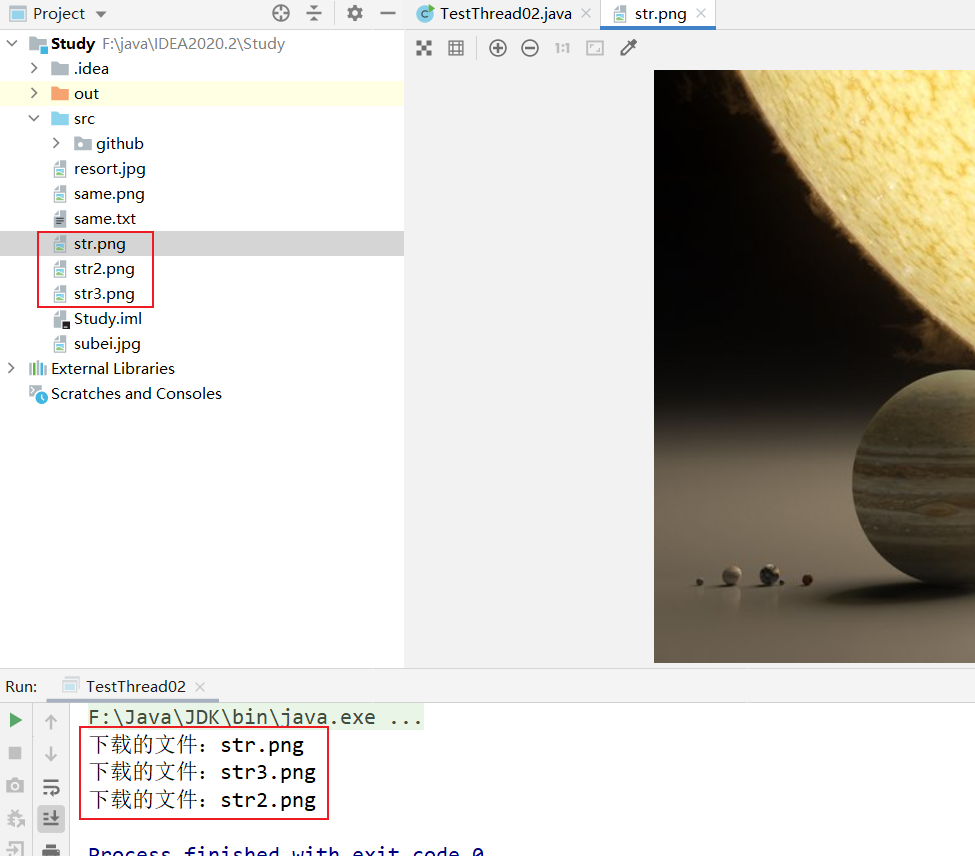 Project
TestThread02.java
str.png
Study F:\java\IDEA2020.2\Study
.idea
out
src
github
resort.jpg
same.png
same.txt
str.png
str2.png
str3.png
Study.iml
subei.jpg
External Libraries
Scratches and Consoles
1:1
Run: TestThread02
F:\Java\JDK\bin\java.exe ...
下载的文件：str.png
下载的文件：str3.png
下载的文件：str2.png
Process finished with exit code 0